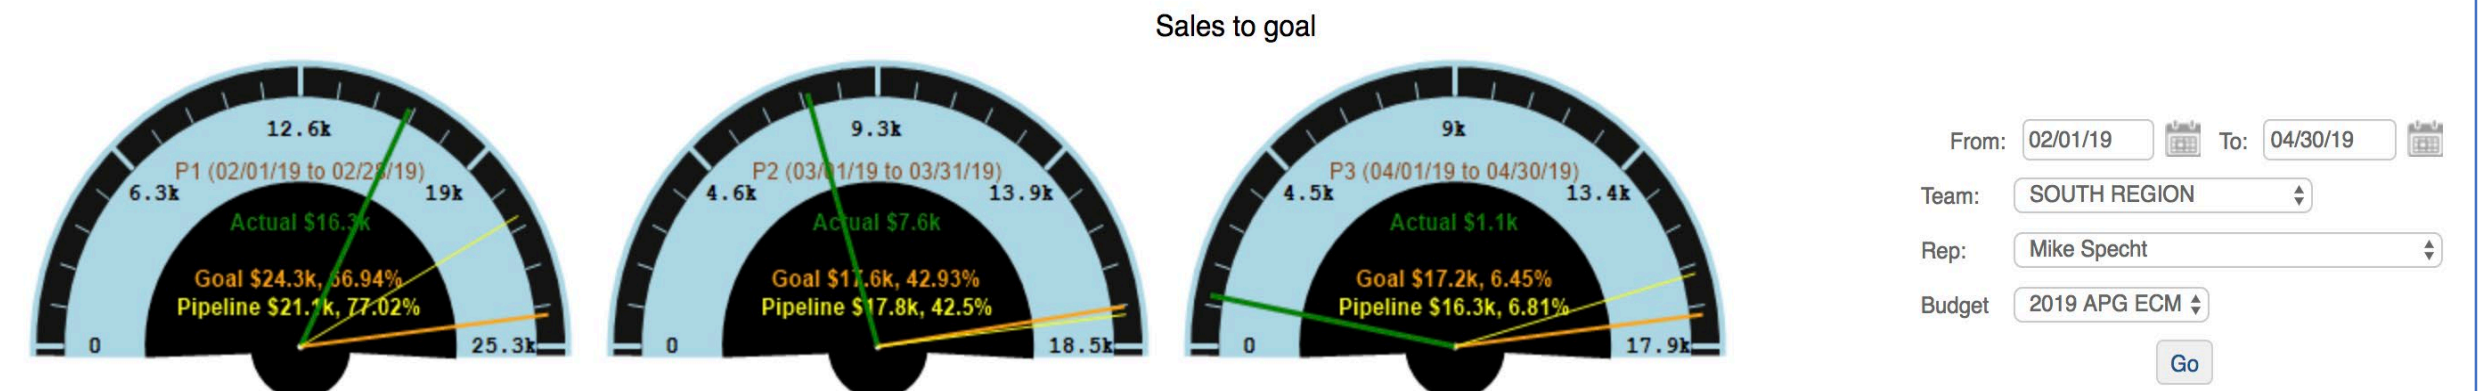 Sales to goal
12.6k
P1 (02/01/19 to 02/28/19)
6.3k
19k
Actual $16.3k
Goal $24.3k, 66.94%
Pipeline $21.1k, 77.02%
0
25.3k
9.3k
P2 (03/01/19 to 03/31/19)
4.6k
13.9k
Actual $7.6k
Goal $17.6k, 42.93%
Pipeline $17.8k, 42.5%
0
18.5k
9k
P3 (04/01/19 to 04/30/19)
4.5k
13.4k
Actual $1.1k
Goal $17.2k, 6.45%
Pipeline $16.3k, 6.81%
0
17.9k
From: 02/01/19 To: 04/30/19
Team: SOUTH REGION
Rep: Mike Specht
Budget 2019 APG ECM
Go